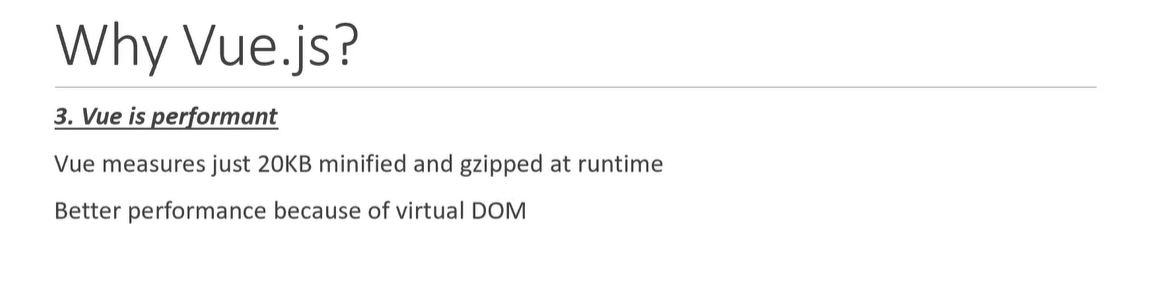 Why Vue.js?
3. Vue is performant
Vue measures just 20KB minified and gzipped at runtime
Better performance because of virtual DOM